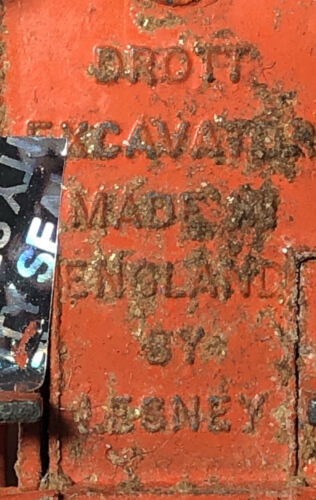 DROTT
EXCAVATOR
MADE IN
ENGLAND
BY
LESNEY